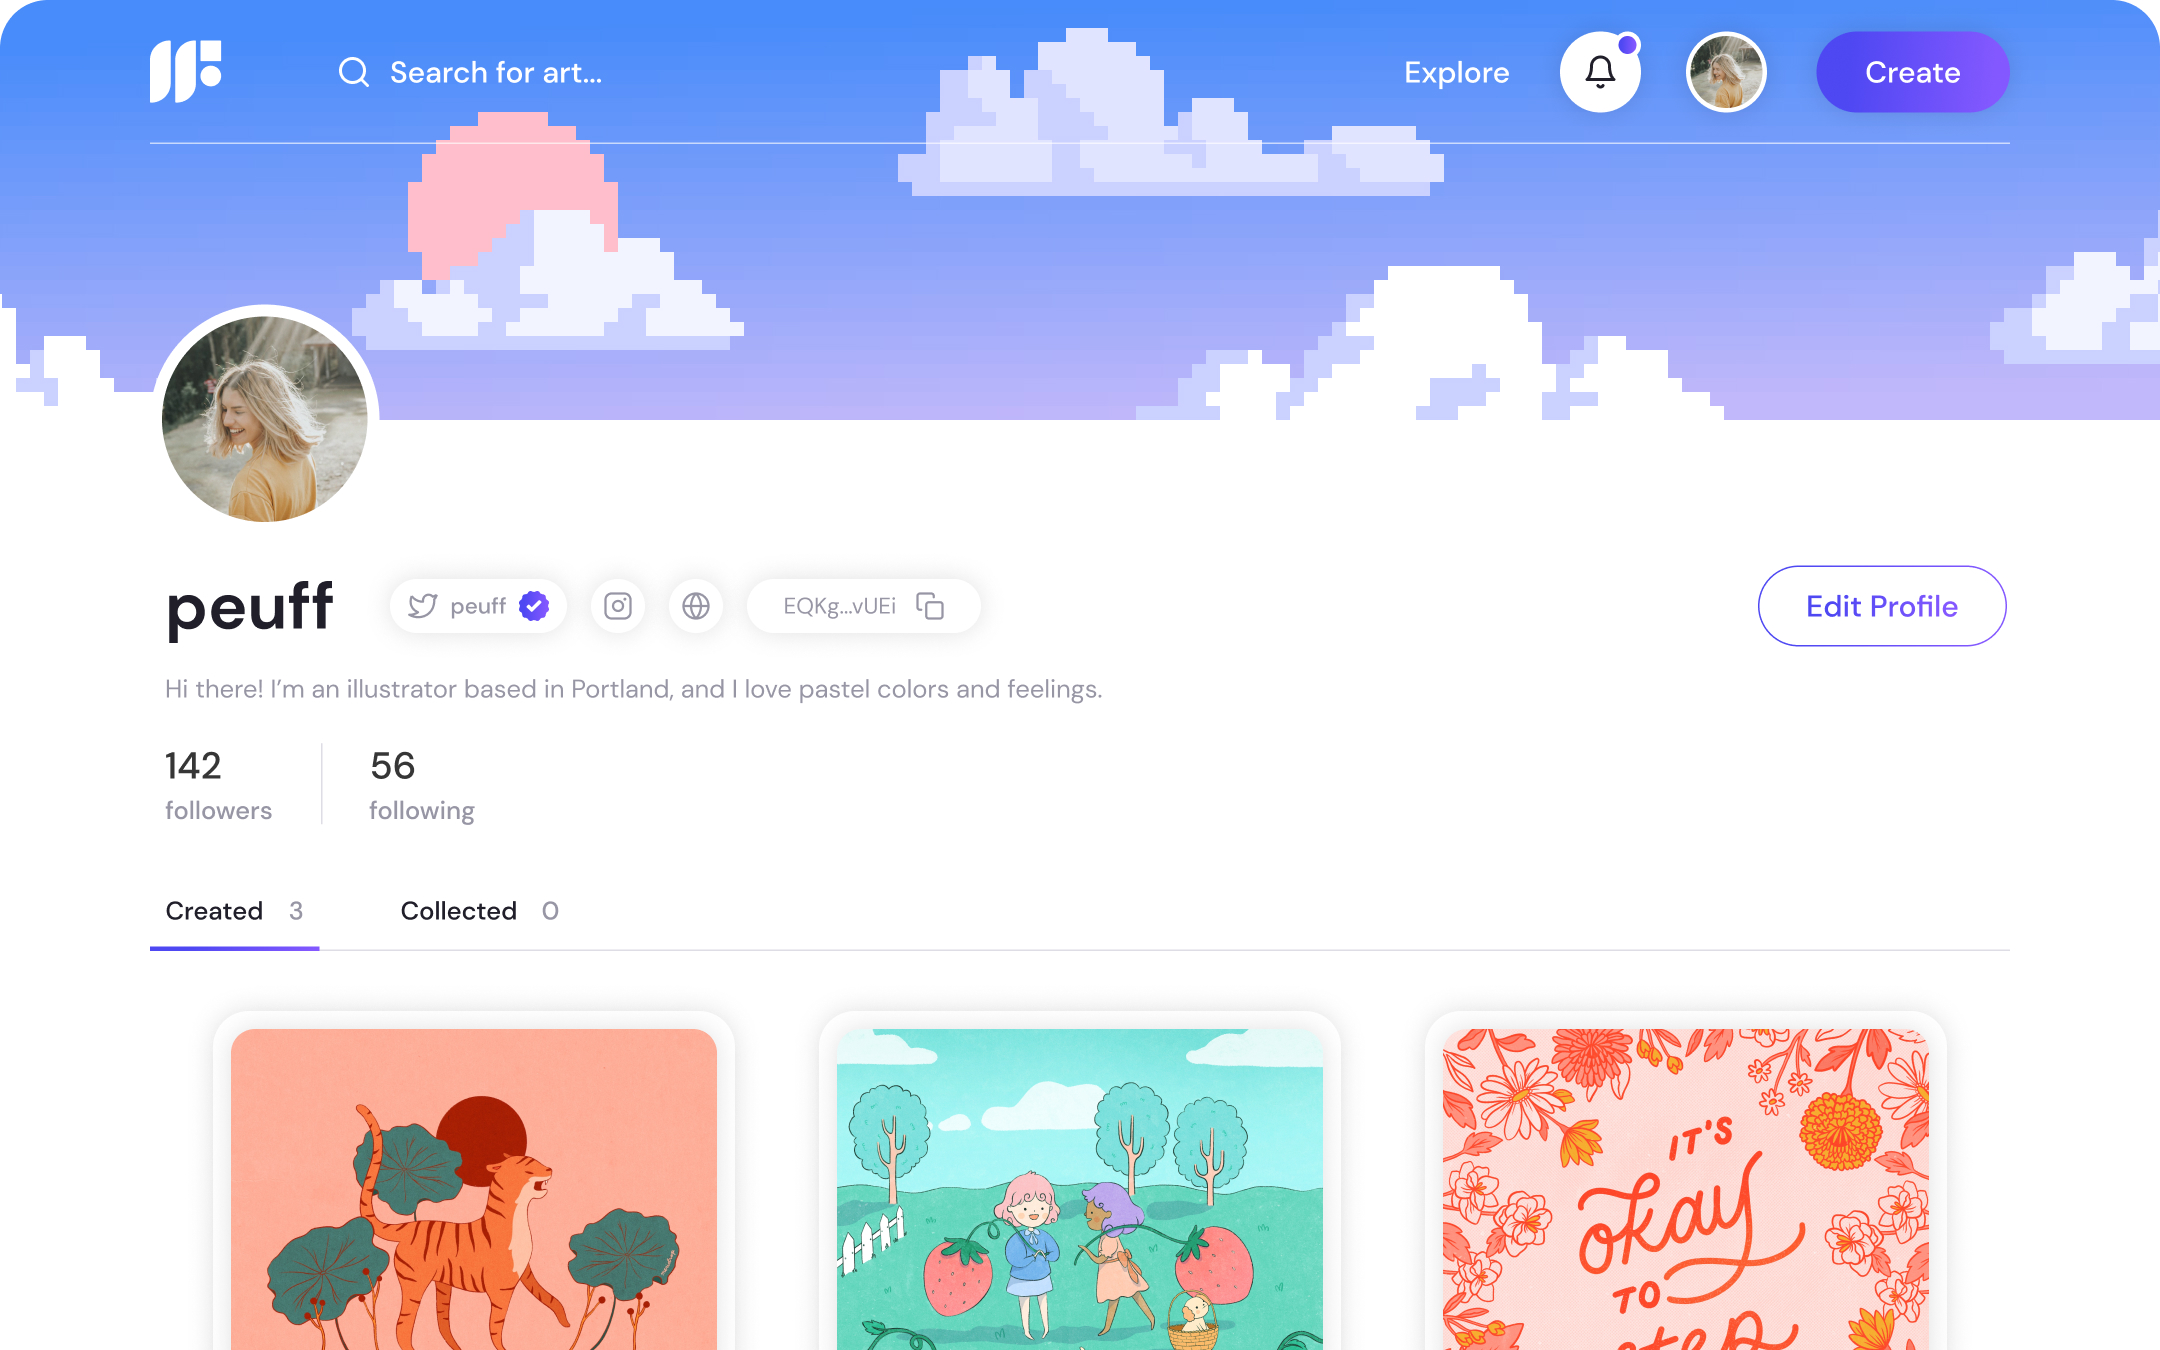 Search for art...
Explore
Create
peuff
peuff
EQKg...vUEi
Edit Profile
Hi there! I'm an illustrator based in Portland, and I love pastel colors and feelings.
142
followers
56
following
Created 3
Collected 0
IT'S
okay
TO